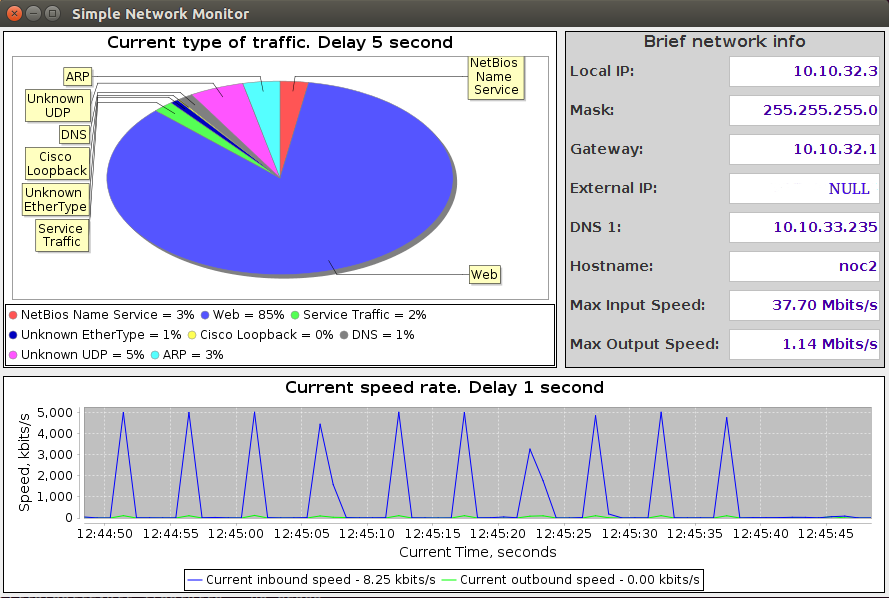 Simple Network Monitor
Current type of traffic. Delay 5 second
NetBios
Name
Service
ARP
Unknown
UDP
DNS
Cisco
Loopback
Unknown
EtherType
Service
Traffic
Web
NetBios Name Service = 3% Web = 85% Service Traffic = 2%
Unknown EtherType = 1% Cisco Loopback = 0% DNS = 1%
Unknown UDP = 5% ARP = 3%
Brief network info
Local IP: 10.10.32.3
Mask: 255.255.255.0
Gateway: 10.10.32.1
External IP: NULL
DNS 1: 10.10.33.235
Hostname: noc2
Max Input Speed: 37.70 Mbits/s
Max Output Speed: 1.14 Mbits/s
Current speed rate. Delay 1 second
Speed, kbits/s
5,000
4,000
3,000
2,000
1,000
0
12:44:50 12:44:55 12:45:00 12:45:05 12:45:10 12:45:15 12:45:20 12:45:25 12:45:30 12:45:35 12:45:40 12:45:45
Current Time, seconds
Current inbound speed - 8.25 kbits/s Current outbound speed - 0.00 kbits/s